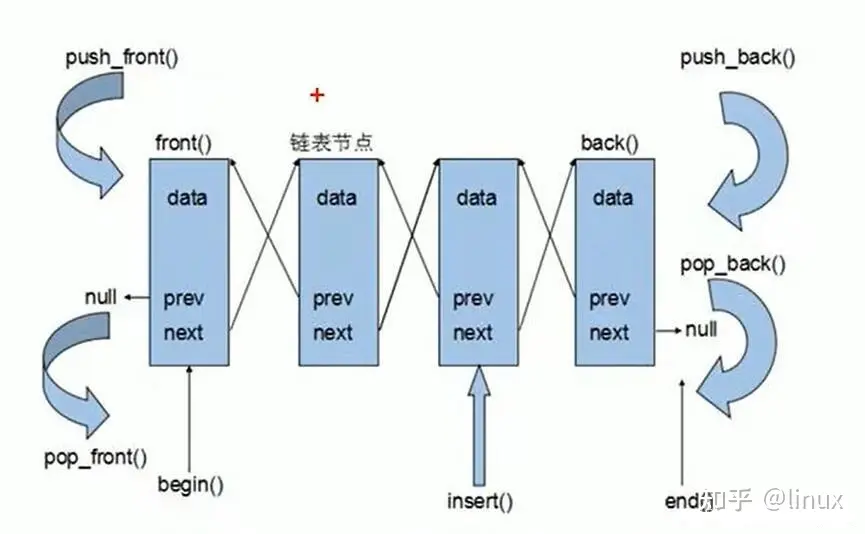 push_front()
push_back()
front()
链表节点
back()
data
data
data
data
pop_back()
null
prev
prev
prev
prev
next
next
next
next
null
pop_front()
begin()
insert()
知乎 @linux